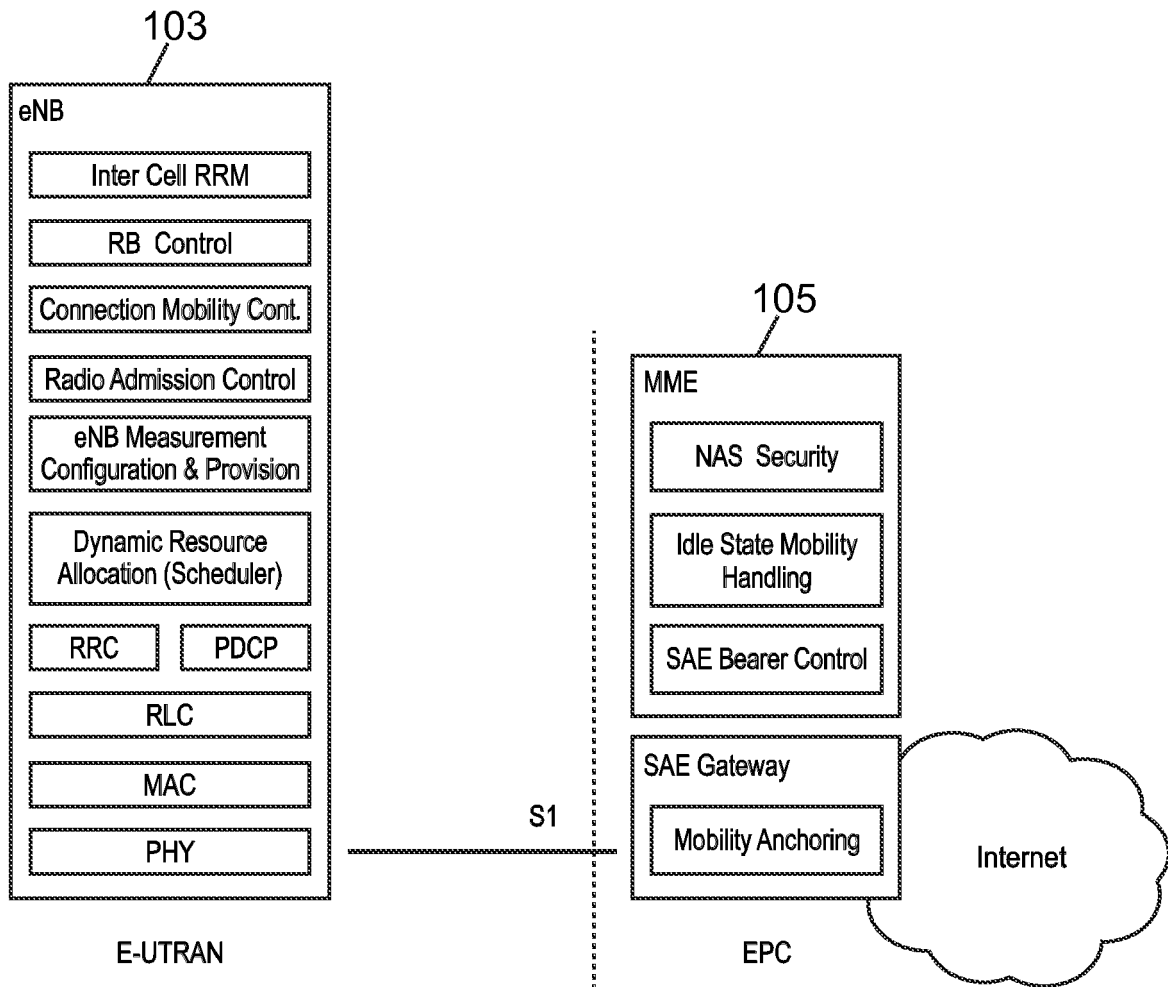 103
eNB
Inter Cell RRM
RB Control
Connection Mobility Cont.
Radio Admission Control
eNB Measurement
Configuration & Provision
Dynamic Resource
Allocation (Scheduler)
RRC
PDCP
RLC
MAC
PHY
E-UTRAN
S1
105
MME
NAS Security
Idle State Mobility
Handling
SAE Bearer Control
SAE Gateway
Mobility Anchoring
EPC
Internet